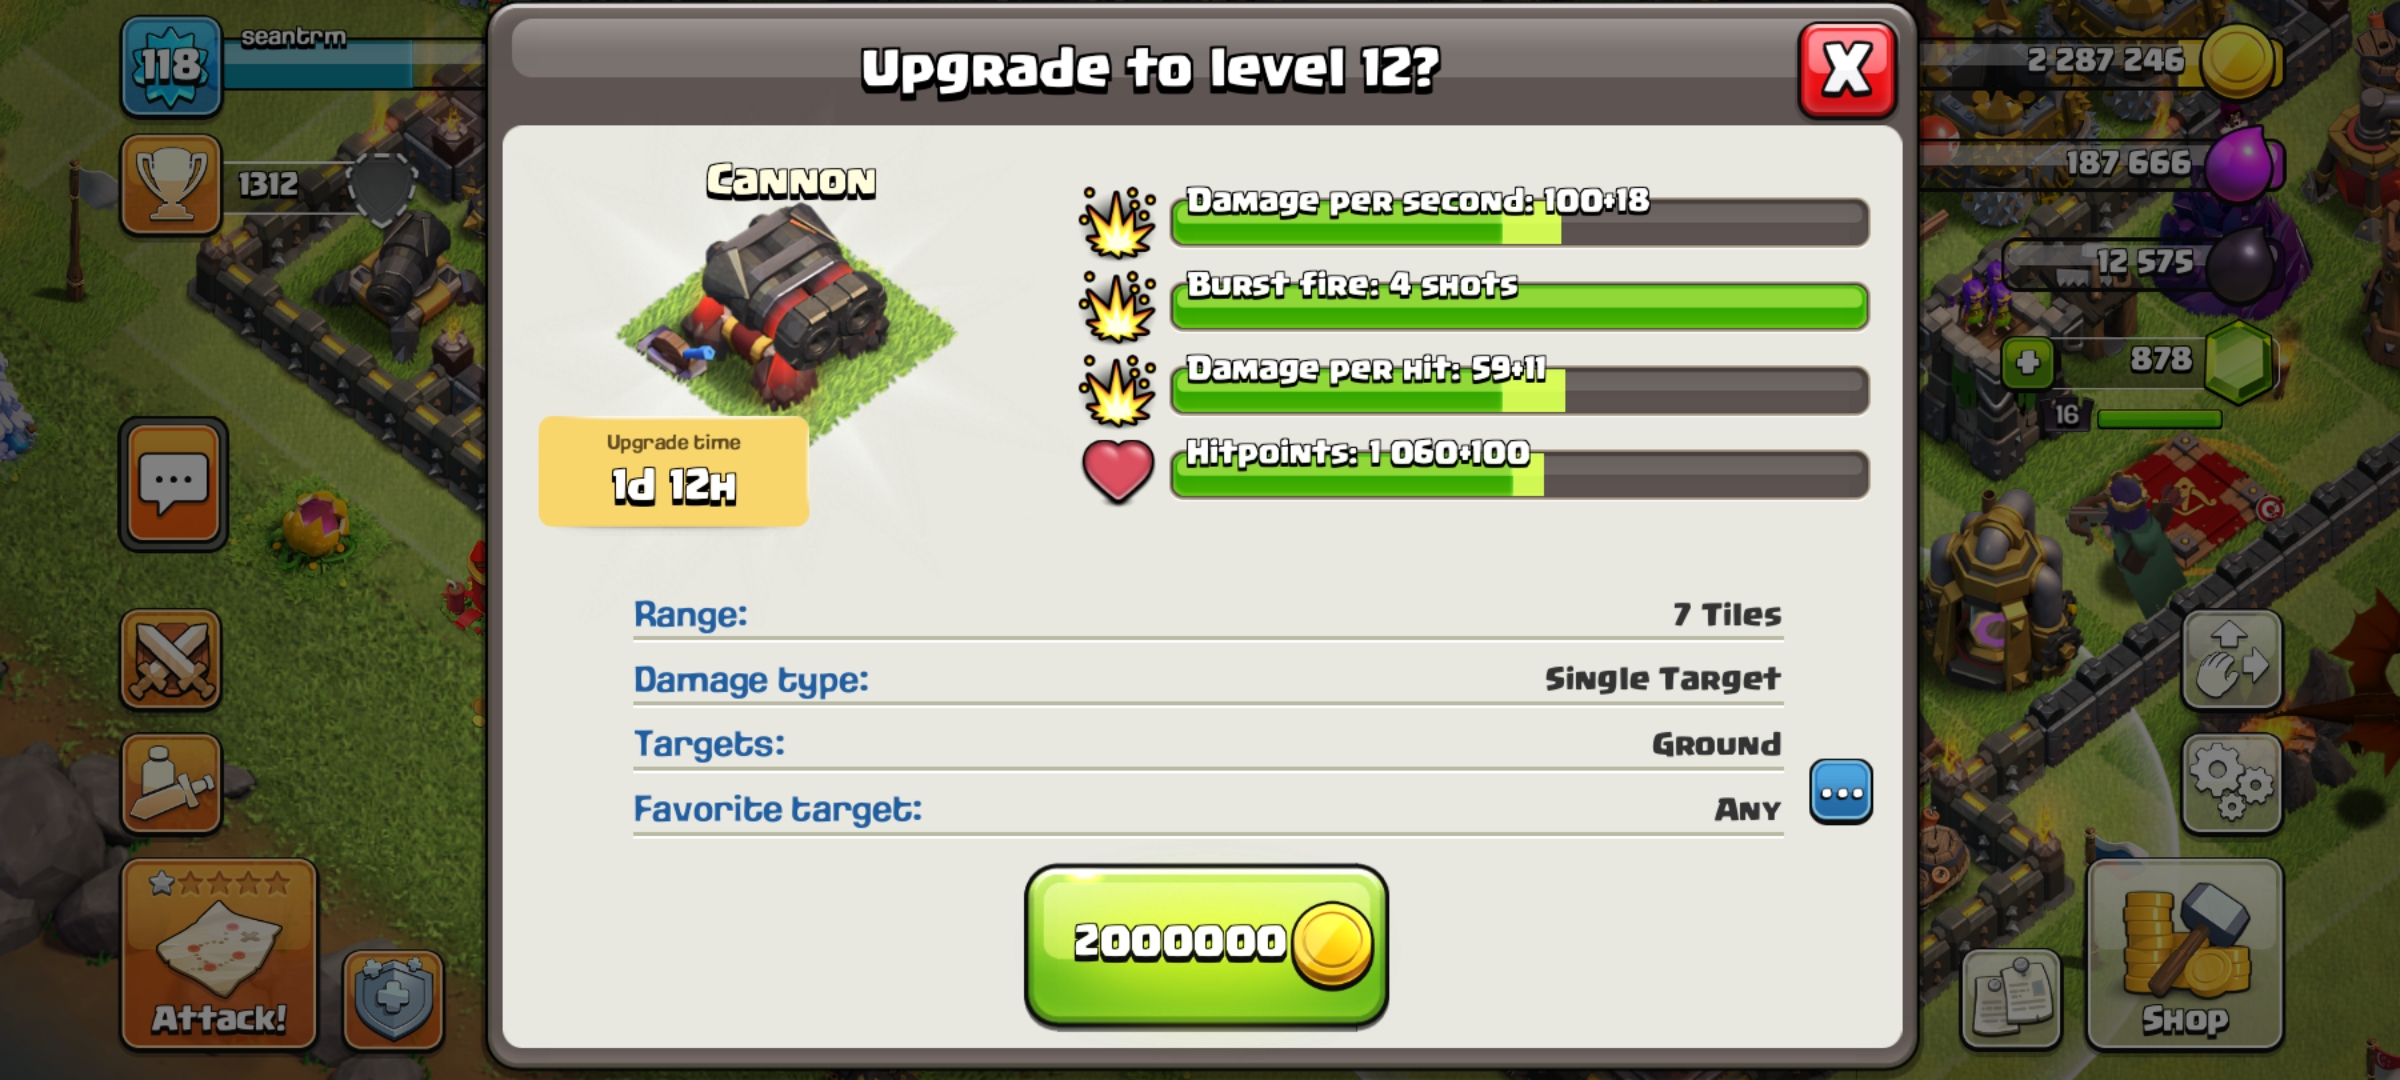 118
seantrm
1312
Attack!
Upgrade to level 12?
X
Cannon
Upgrade time
1d 12H
Damage per second: 100+18
Burst fire: 4 shots
Damage per hit: 59+11
Hitpoints: 1 060+100
Range: 7 Tiles
Damage type: Single Target
Targets: Ground
Favorite target: Any
2000000
2 287 246
187 666
12 575
878
16
Shop